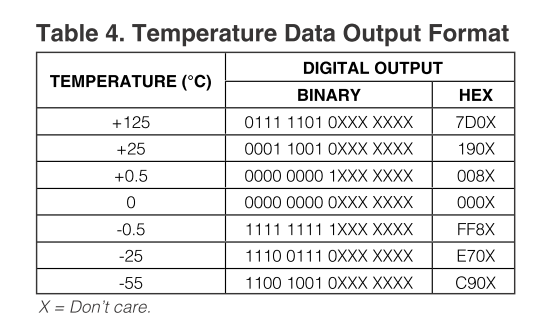 Table 4. Temperature Data Output Format
TEMPERATURE (°C) DIGITAL OUTPUT
BINARY HEX
+125 0111 1101 0XXX XXXX 7D0X
+25 0001 1001 0XXX XXXX 190X
+0.5 0000 0000 1XXX XXXX 008X
0 0000 0000 0XXX XXXX 000X
-0.5 1111 1111 1XXX XXXX FF8X
-25 1110 0111 0XXX XXXX E70X
-55 1100 1001 0XXX XXXX C90X
X = Don't care.